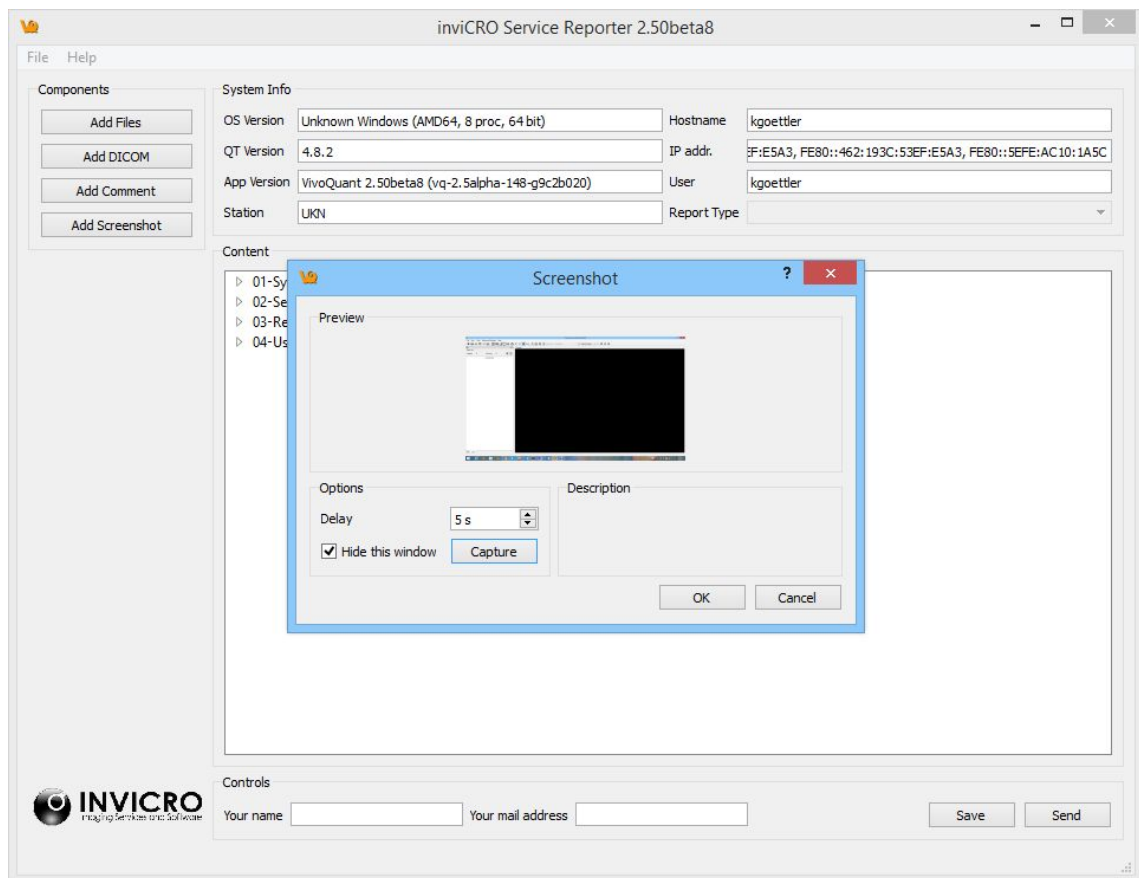 inviCRO Service Reporter 2.50beta8
File Help
Components
Add Files
Add DICOM
Add Comment
Add Screenshot
System Info
OS Version Unknown Windows (AMD64, 8 proc, 64 bit) Hostname kgoettler
QT Version 4.8.2 IP addr. EF:E5A3, FE80::462:193C:53EF:E5A3, FE80::5EFE:AC10:1A5C
App Version VivoQuant 2.50beta8 (vq-2.5alpha-148-g9c2b020) User kgoettler
Station UKN Report Type
Content
01-Sy
02-Se
03-Re
04-Us
Screenshot
?
Preview
Options
Delay 5 s
Hide this window Capture
Description
OK Cancel
INVICRO
Imaging Services and Software
Controls
Your name Your mail address Save Send